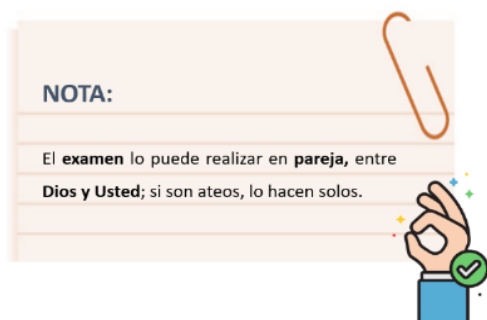 NOTA:
El examen lo puede realizar en pareja, entre
Dios y Usted; si son ateos, lo hacen solos.